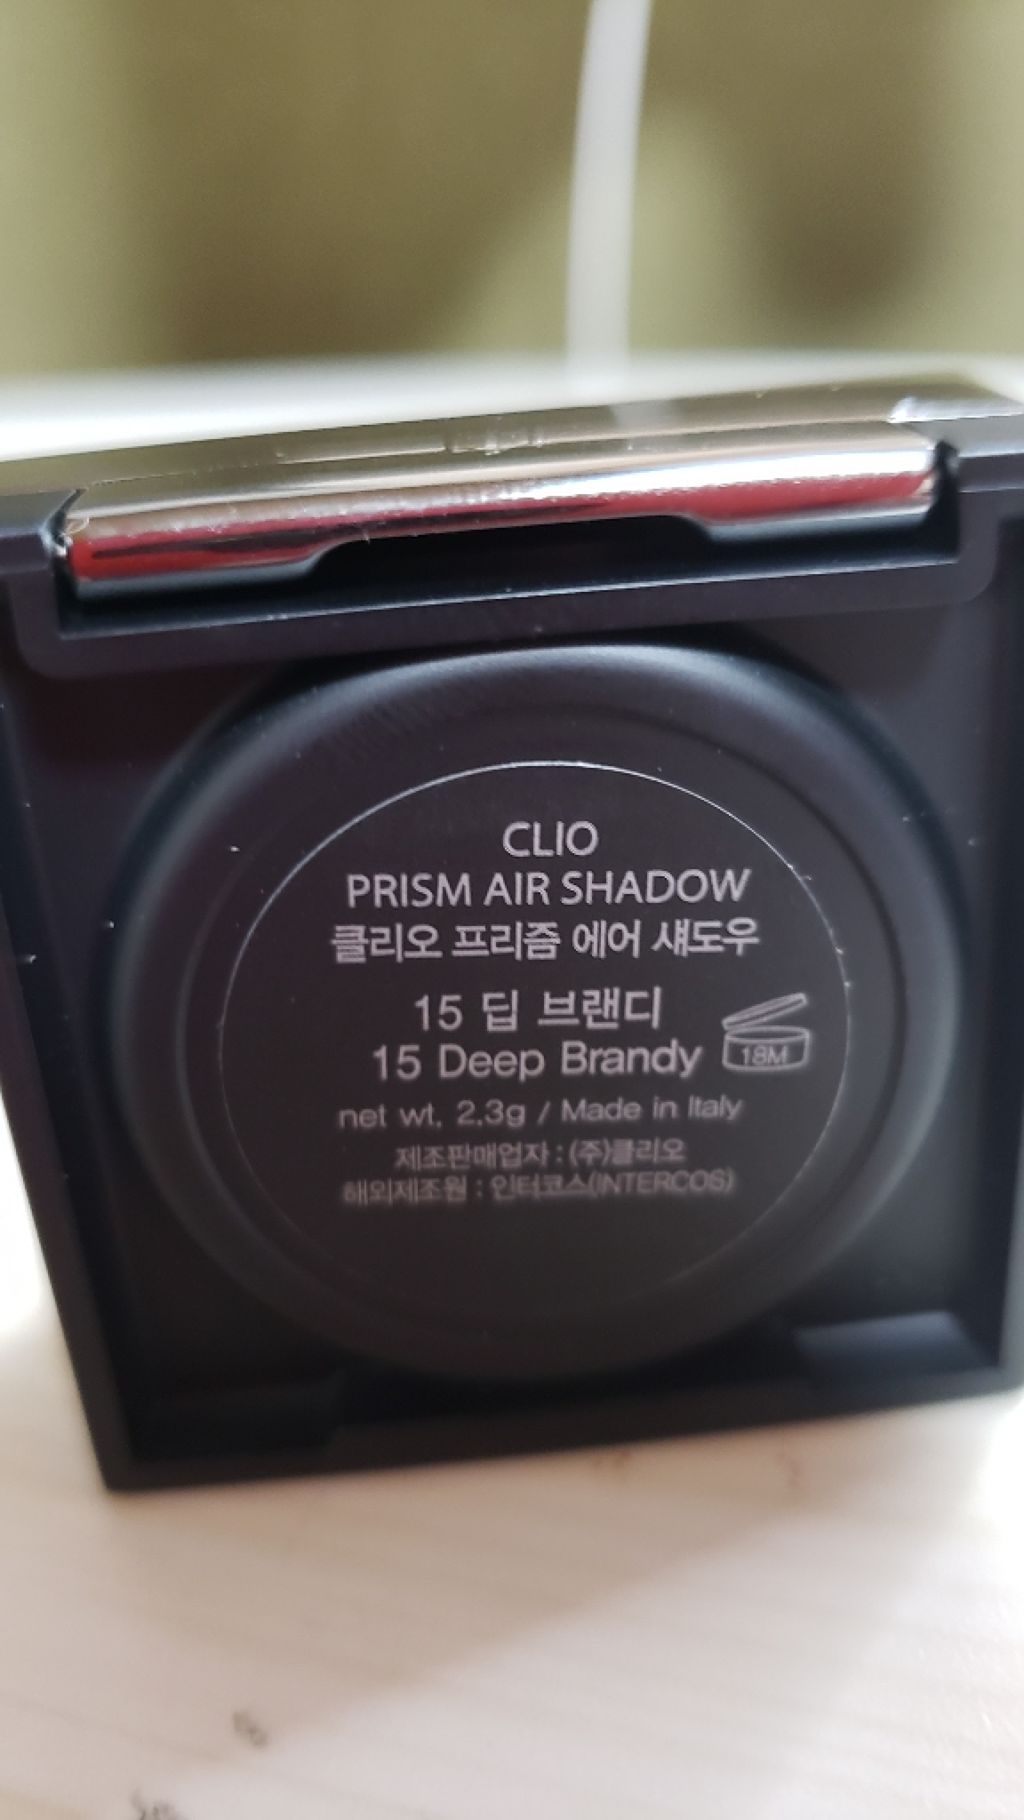 CLIO
PRISM AIR SHADOW
클리오 프리즘 에어 섀도우
15 딥 브랜디
15 Deep Brandy
18M
net wt. 2.3g / Made in Italy
제조판매업자 : (주)클리오
해외제조원 : 인터코스(INTERCOS)